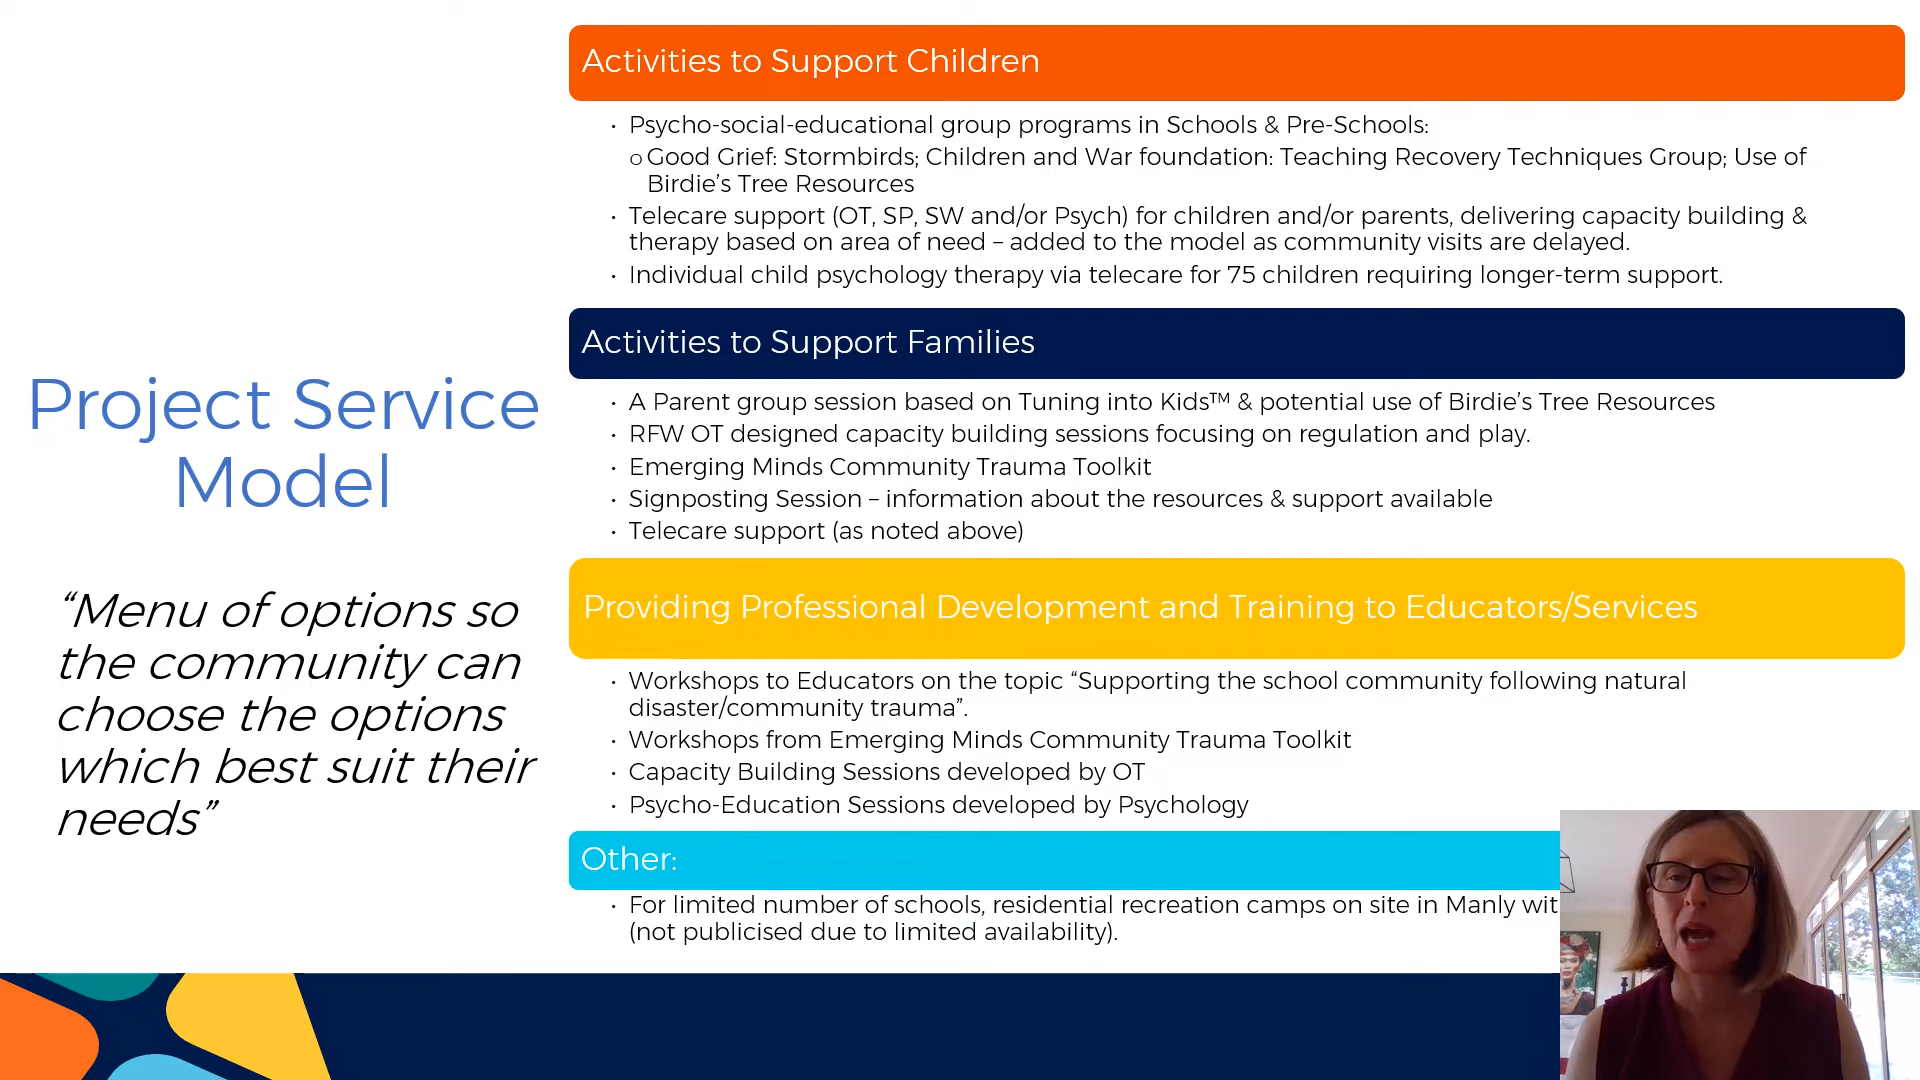 Project Service
Model
“Menu of options so
the community can
choose the options
which best suit their
needs”
Activities to Support Children
· Psycho-social-educational group programs in Schools & Pre-Schools:
o Good Grief: Stormbirds; Children and War foundation: Teaching Recovery Techniques Group; Use of
Birdie’s Tree Resources
· Telecare support (OT, SP, SW and/or Psych) for children and/or parents, delivering capacity building &
therapy based on area of need – added to the model as community visits are delayed.
· Individual child psychology therapy via telecare for 75 children requiring longer-term support.
Activities to Support Families
· A Parent group session based on Tuning into Kids™ & potential use of Birdie’s Tree Resources
· RFW OT designed capacity building sessions focusing on regulation and play.
· Emerging Minds Community Trauma Toolkit
· Signposting Session – information about the resources & support available
· Telecare support (as noted above)
Providing Professional Development and Training to Educators/Services
· Workshops to Educators on the topic “Supporting the school community following natural
disaster/community trauma”.
· Workshops from Emerging Minds Community Trauma Toolkit
· Capacity Building Sessions developed by OT
· Psycho-Education Sessions developed by Psychology
Other:
· For limited number of schools, residential recreation camps on site in Manly
(not publicised due to limited availability).